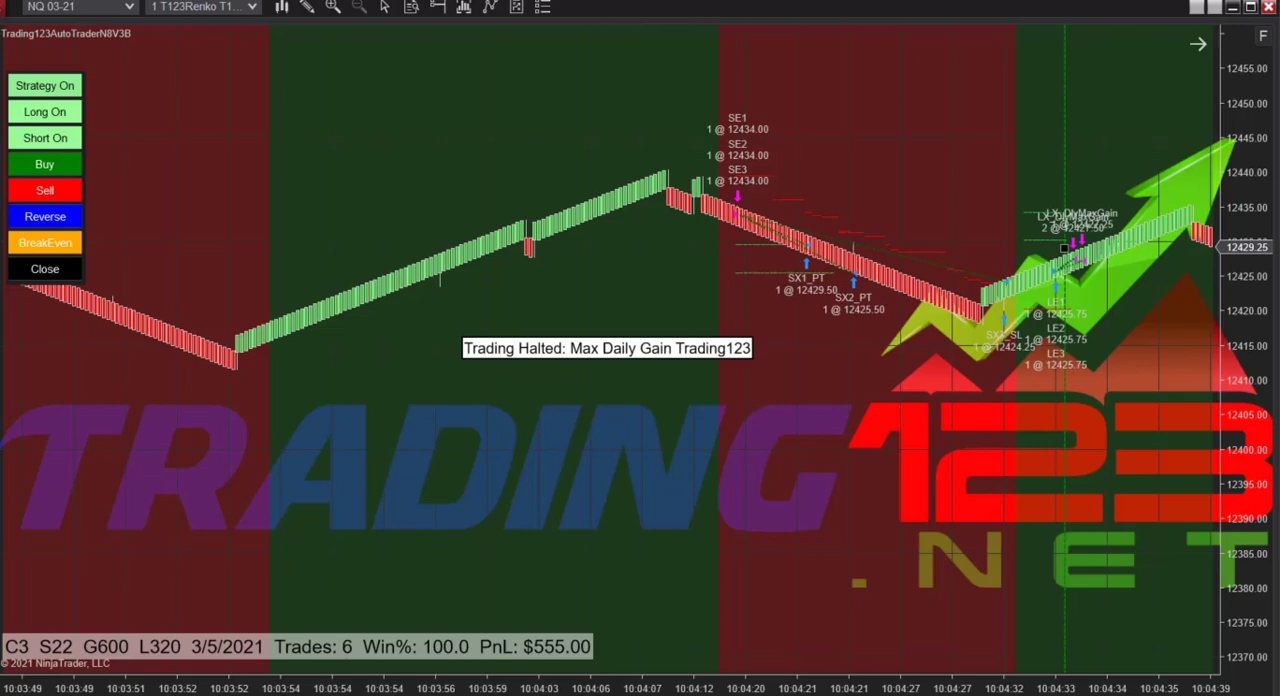 NQ 03-21
1 T123Renko T1...
Trading123AutoTraderN8V3B
F
Strategy On
Long On
Short On
Buy
Sell
Reverse
BreakEven
Close
SE1
1 @ 12434.00
SE2
1 @ 12434.00
SE3
1 @ 12434.00
SX1_PT
1 @ 12429.50
SX2_PT
1 @ 12425.50
1 @ 12424.25
LE1
1 @ 12425.75
LE2
1 @ 12425.75
LE3
1 @ 12425.75
Trading Halted: Max Daily Gain Trading123
TRADING123
.NET
12455.00
12450.00
12445.00
12440.00
12435.00
12429.25
12425.00
12420.00
12415.00
12410.00
12405.00
12400.00
12395.00
12390.00
12385.00
12380.00
12375.00
12370.00
C3 S22 G600 L320 3/5/2021 Trades: 6 Win%: 100.0 PnL: $555.00
© 2021 NinjaTrader, LLC
10:03:49 10:03:49 10:03:51 10:03:52 10:03:52 10:03:54 10:03:54 10:03:54 10:03:56 10:03:59 10:04:03 10:04:06 10:04:07 10:04:12 10:04:20 10:04:21 10:04:21 10:04:27 10:04:27 10:04:32 10:04:33 10:04:34 10:04:35 10:04:39